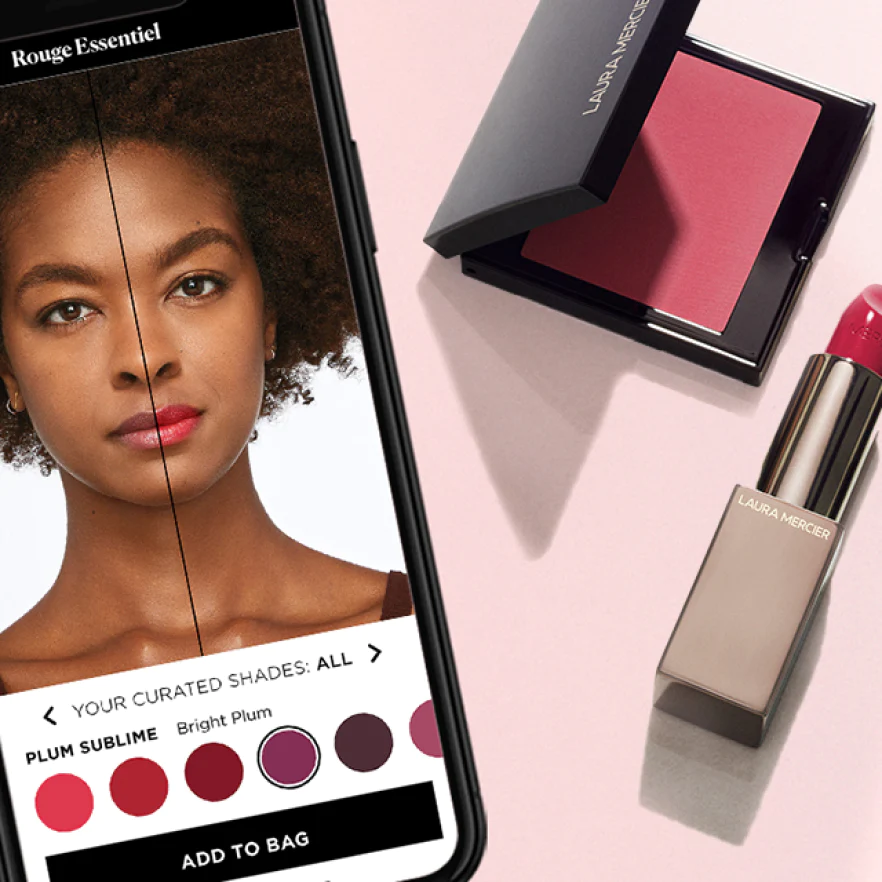 Rouge Essentiel
LAURA MERCIER
LAURA MERCIER
YOUR CURATED SHADES: ALL
PLUM SUBLIME Bright Plum
ADD TO BAG